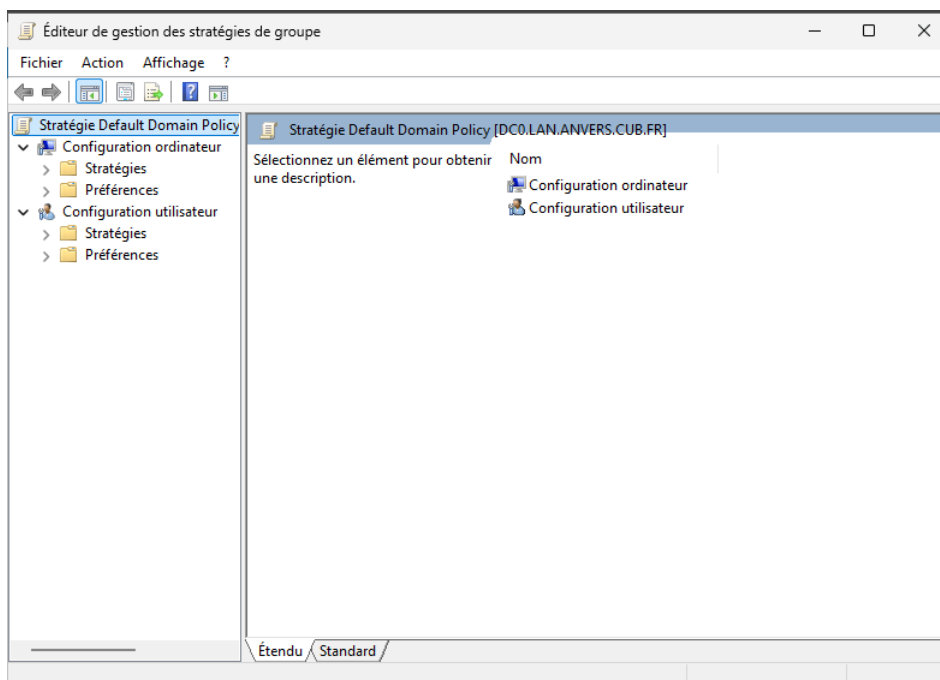 Éditeur de gestion des stratégies de groupe
Fichier Action Affichage ?
Stratégie Default Domain Policy
Configuration ordinateur
Stratégies
Préférences
Configuration utilisateur
Stratégies
Préférences
Stratégie Default Domain Policy [DC0.LAN.ANVERS.CUB.FR]
Sélectionnez un élément pour obtenir
une description.
Nom
Configuration ordinateur
Configuration utilisateur
Étendu Standard